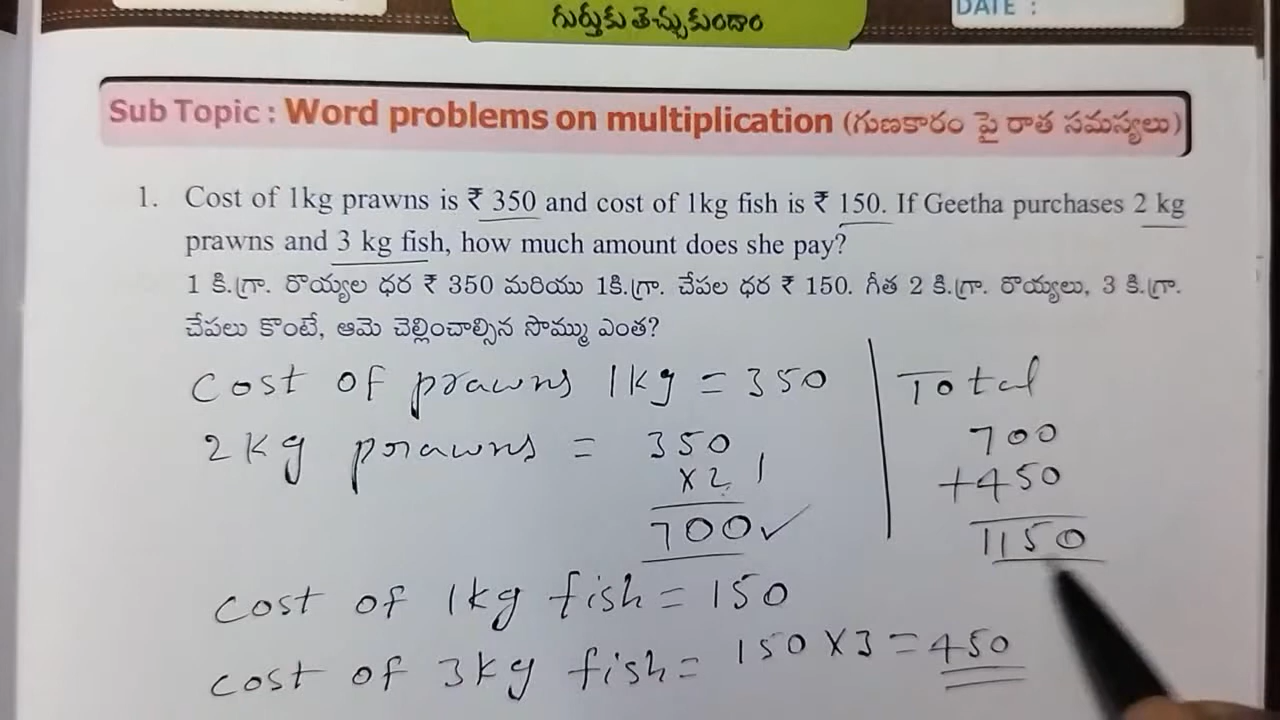 గుర్తుకు తెచ్చుకుందాం
DATE :
Sub Topic : Word problems on multiplication (గుణకారం పై రాత సమస్యలు)
1. Cost of 1kg prawns is ₹ 350 and cost of 1kg fish is ₹ 150. If Geetha purchases 2 kg
prawns and 3 kg fish, how much amount does she pay?
1 కి.గ్రా. రొయ్యల ధర ₹ 350 మరియు 1కి.గ్రా. చేపల ధర ₹ 150. గీత 2 కి.గ్రా. రొయ్యలు, 3 కి.గ్రా.
చేపలు కొంటే, ఆమె చెల్లించాల్సిన సొమ్ము ఎంత?
Cost of prawns 1kg = 350
2kg prawns = 350
×2
700✓
cost of 1kg fish = 150
cost of 3kg fish = 150 ×3 = 450
Total
700
+450
1150